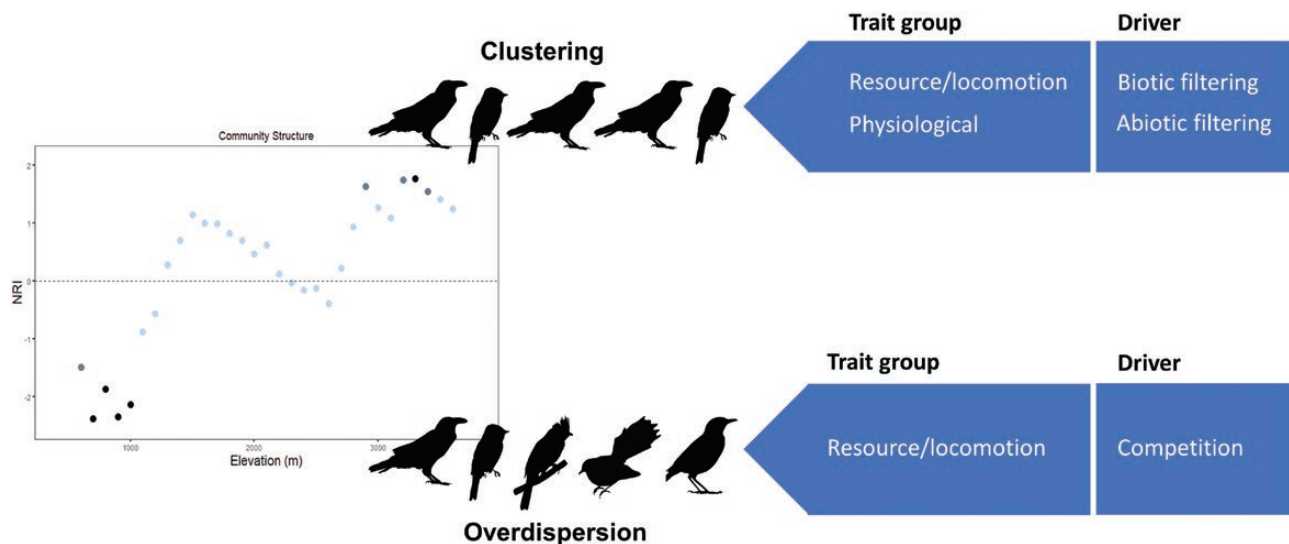 Clustering
Trait group
Driver
Resource/locomotion
Biotic filtering
Physiological
Abiotic filtering
Community Structure
2
1
0
-1
-2
NRI
1000
2000
3000
Elevation (m)
Trait group
Driver
Resource/locomotion
Competition
Overdispersion